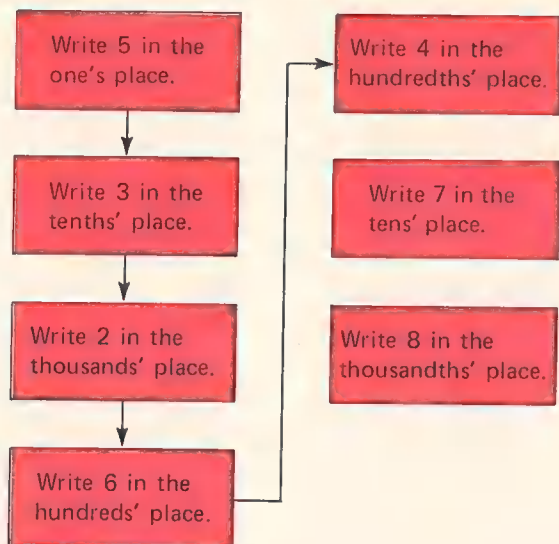 Write 5 in the
one's place.
Write 3 in the
tenths' place.
Write 2 in the
thousands' place.
Write 6 in the
hundreds' place.
Write 4 in the
hundredths' place.
Write 7 in the
tens' place.
Write 8 in the
thousandths' place.